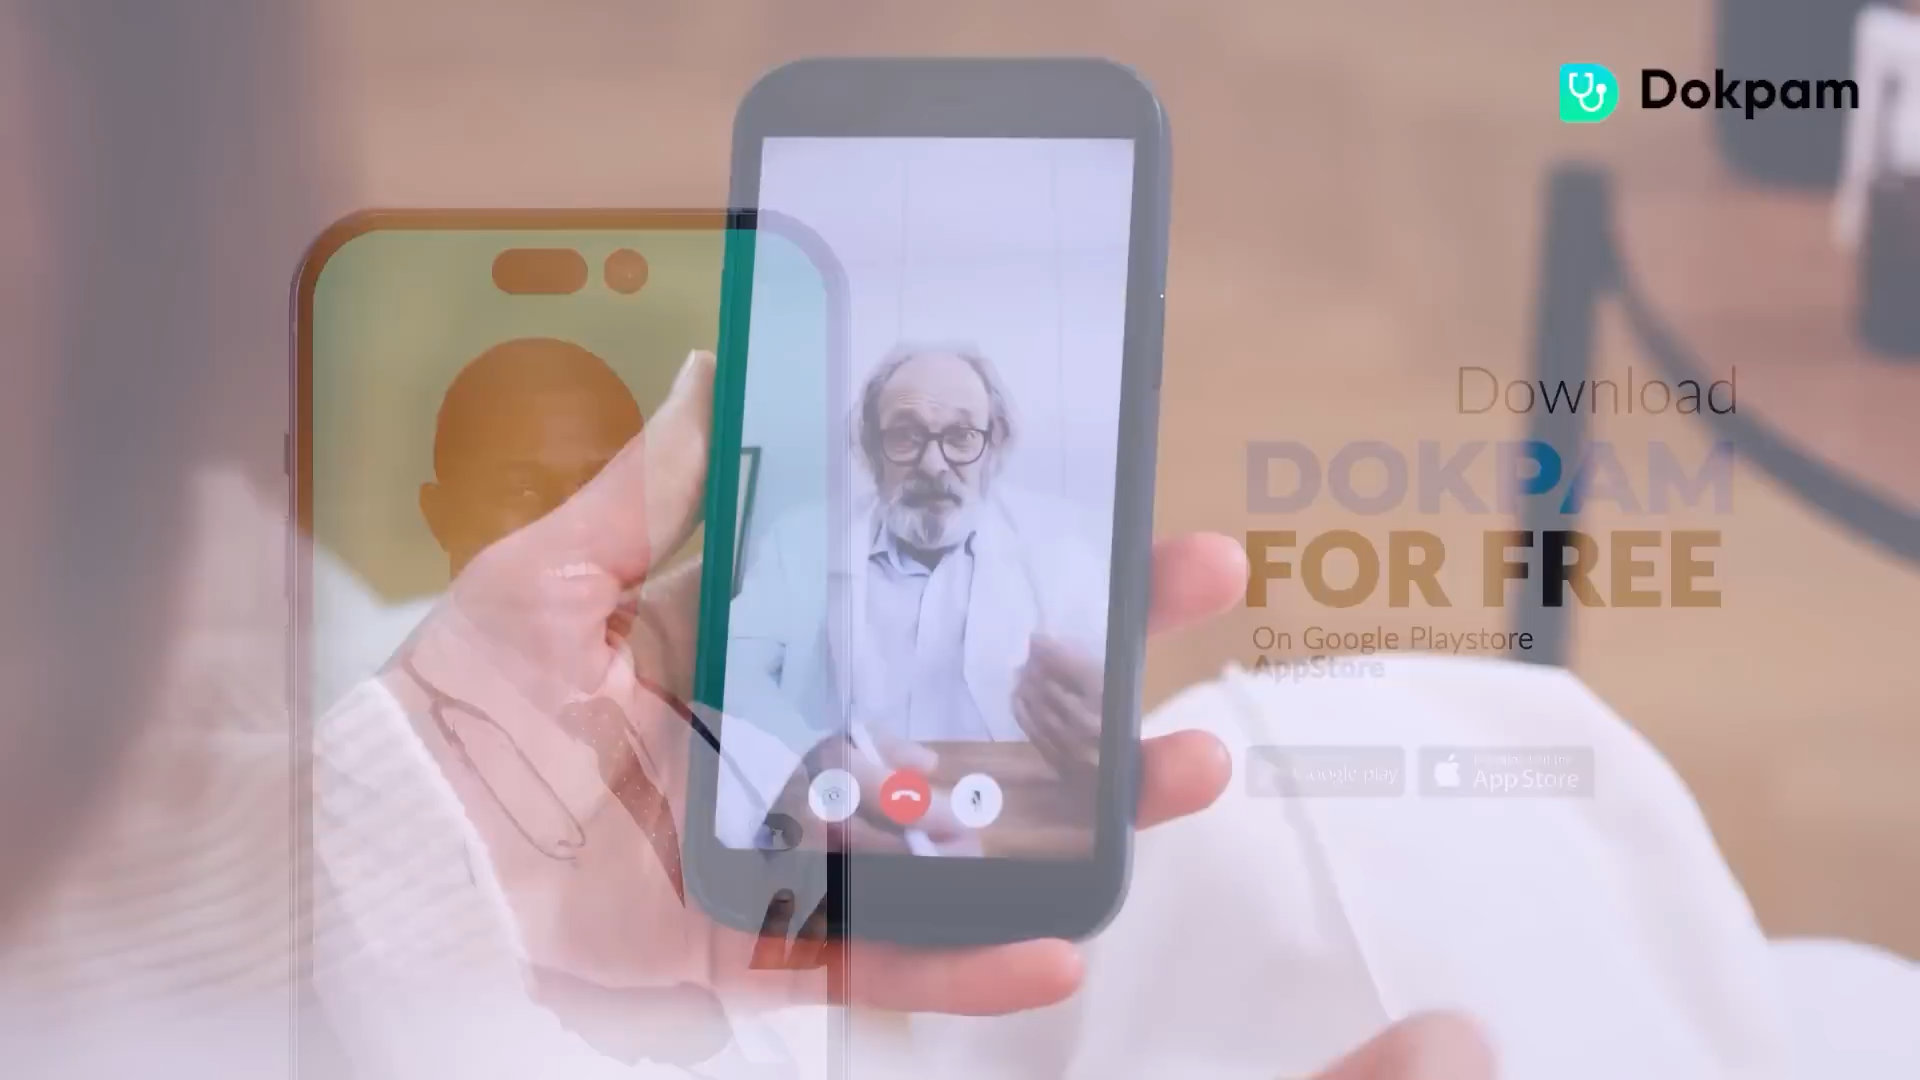 Dokpam
Download
DOKPAM
FOR FREE
On Google Playstore
AppStore
Google play
App Store